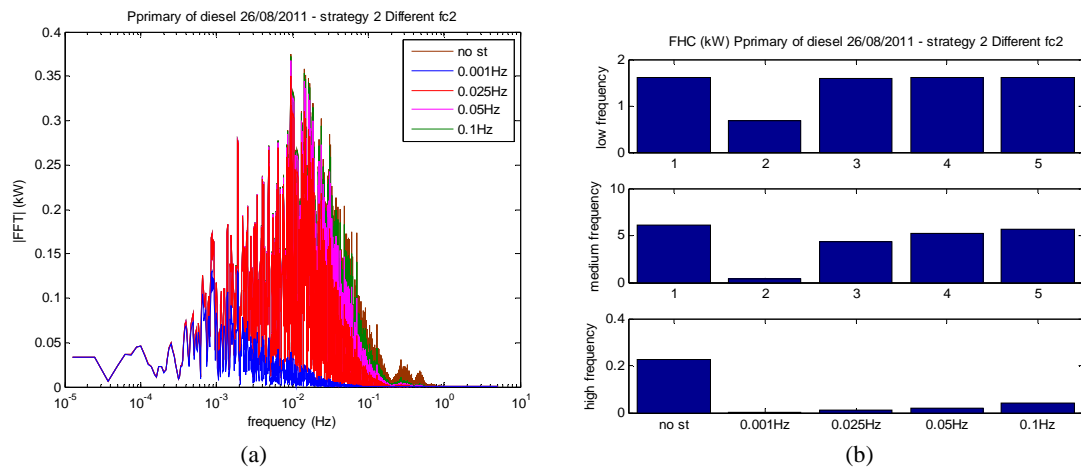 Pprimary of diesel 26/08/2011 - strategy 2 Different fc2
0.4
0.35
0.3
0.25
0.2
0.15
0.1
0.05
0
|FFT| (kW)
no st
0.001Hz
0.025Hz
0.05Hz
0.1Hz
10-5 10-4 10-3 10-2 10-1 100 101
frequency (Hz)
(a)
FHC (kW) Pprimary of diesel 26/08/2011 - strategy 2 Different fc2
low frequency
2
1
0
1 2 3 4 5
medium frequency
10
5
0
1 2 3 4 5
high frequency
0.4
0.2
0
no st 0.001Hz 0.025Hz 0.05Hz 0.1Hz
(b)